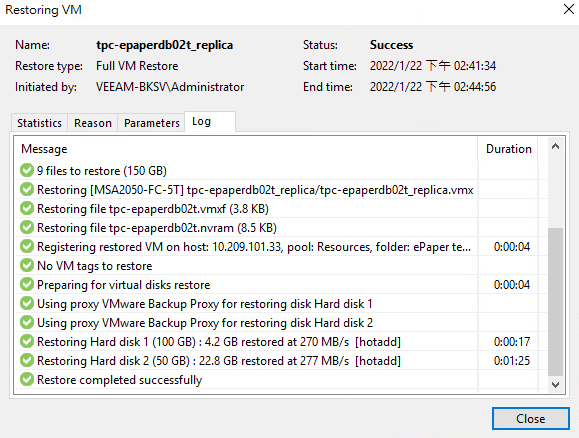 Restoring VM
Name: tpc-epaperdb02t_replica Status: Success
Restore type: Full VM Restore Start time: 2022/1/22 下午 02:41:34
Initiated by: VEEAM-BKSV\Administrator End time: 2022/1/22 下午 02:44:56
Statistics Reason Parameters Log
Message Duration
9 files to restore (150 GB)
Restoring [MSA2050-FC-5T] tpc-epaperdb02t_replica/tpc-epaperdb02t_replica.vmx
Restoring file tpc-epaperdb02t.vmxf (3.8 KB)
Restoring file tpc-epaperdb02t.nvram (8.5 KB)
Registering restored VM on host: 10.209.101.33, pool: Resources, folder: ePaper te... 0:00:04
No VM tags to restore
Preparing for virtual disks restore 0:00:04
Using proxy VMware Backup Proxy for restoring disk Hard disk 1
Using proxy VMware Backup Proxy for restoring disk Hard disk 2
Restoring Hard disk 1 (100 GB) : 4.2 GB restored at 270 MB/s [hotadd] 0:00:17
Restoring Hard disk 2 (50 GB) : 22.8 GB restored at 277 MB/s [hotadd] 0:01:25
Restore completed successfully
Close